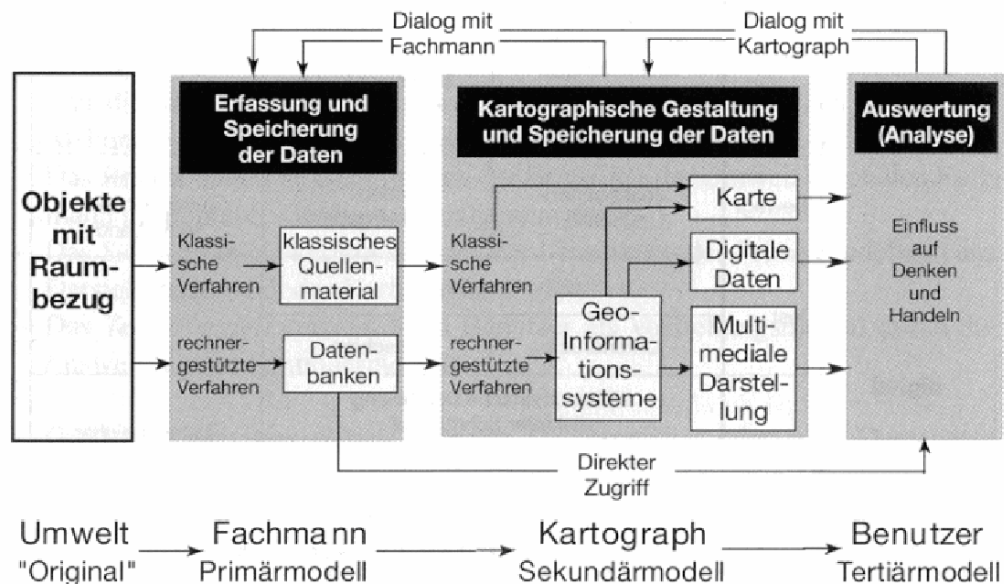 Dialog mit
Fachmann
Dialog mit
Kartograph
Objekte
mit
Raum-
bezug
Erfassung und
Speicherung
der Daten
Klassi-
sche
Verfahren
klassisches
Quellen-
material
rechner-
gestützte
Verfahren
Daten-
banken
Kartographische Gestaltung
und Speicherung der Daten
Klassi-
sche
Verfahren
rechner-
gestützte
Verfahren
Geo-
Informa-
tions-
systeme
Karte
Digitale
Daten
Multi-
mediale
Darstel-
lung
Auswertung
(Analyse)
Einfluss
auf
Denken
und
Handeln
Direkter
Zugriff
Umwelt
"Original"
Fachmann
Primärmodell
Kartograph
Sekundärmodell
Benutzer
Tertiärmodell